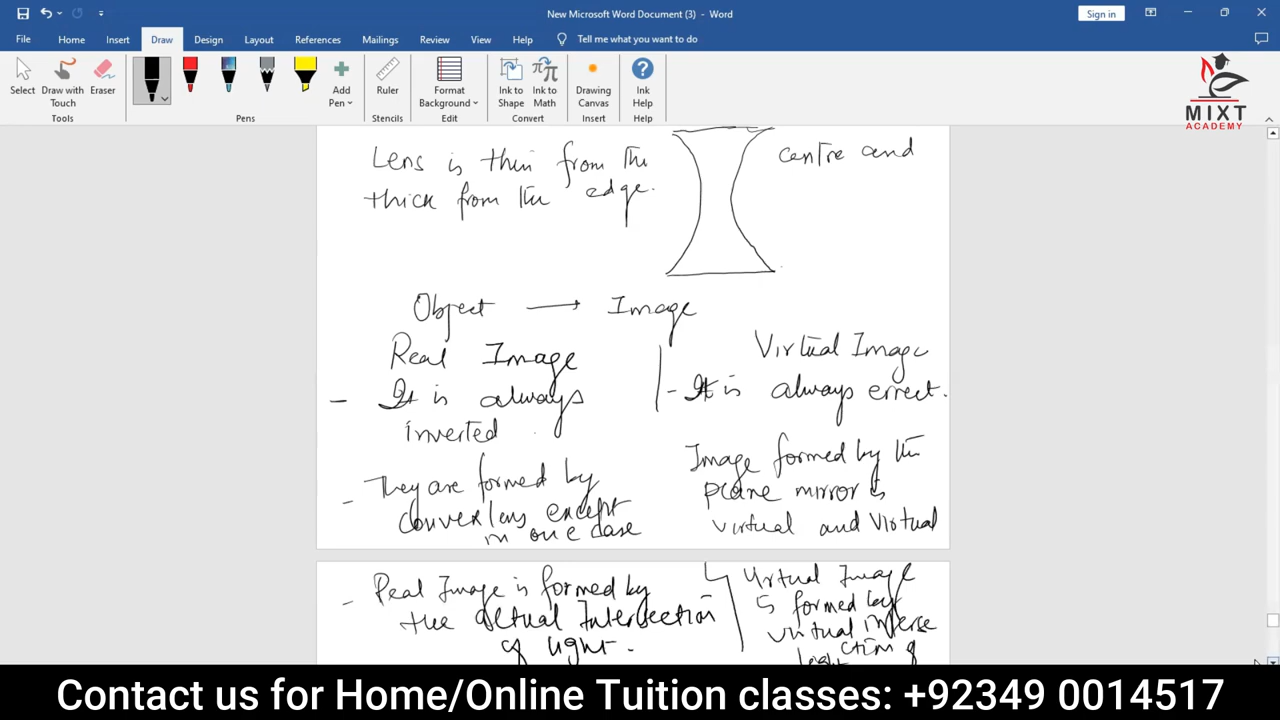 New Microsoft Word Document (3) - Word
Sign in
File Home Insert Draw Design Layout References Mailings Review View Help Tell me what you want to do
Select
Draw with Touch
Eraser
Add Pen
Ruler
Format Background
Ink to Shape
Ink to Math
Drawing Canvas
Ink Help
Tools
Pens
Stencils
Edit
Convert
Insert
Help
MIXT
ACADEMY
Lens is thin from the centre and
thick from the edge.
Object → Image
Real Image
- It is always
inverted
- They are formed by
convex lens except
in one case
Virtual Image
- It is always errect.
Image formed by the
plane mirror is
virtual and virtual
- Real Image is formed by
the actual Intersection
of light.
Virtual Image
is formed by
virtual
light
Contact us for Home/Online Tuition classes: +92349 0014517